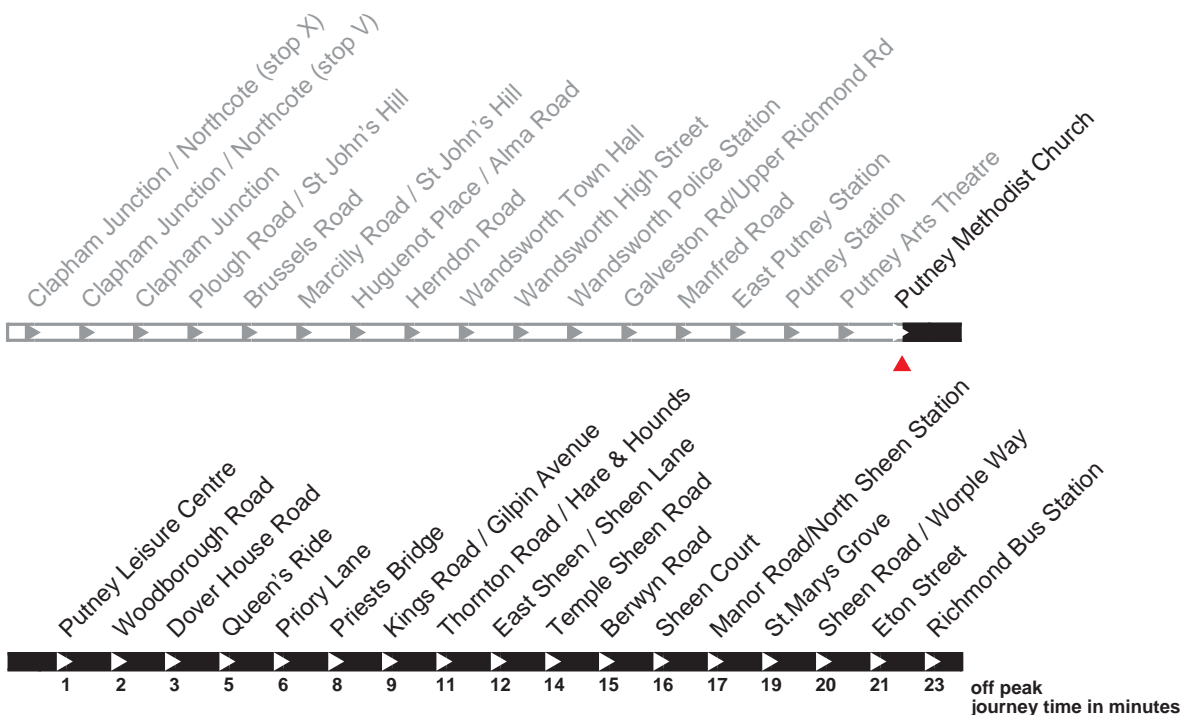 Clapham Junction / Northcote (stop X)
Clapham Junction / Northcote (stop V)
Clapham Junction
Plough Road / St John's Hill
Brussels Road
Marcilly Road / St John's Hill
Huguenot Place / Alma Road
Herndon Road
Wandsworth Town Hall
Wandsworth High Street
Wandsworth Police Station
Galveston Rd/Upper Richmond Rd
Manfred Road
East Putney Station
Putney Station
Putney Arts Theatre
Putney Methodist Church
Putney Leisure Centre
Woodborough Road
Dover House Road
Queen's Ride
Priory Lane
Priests Bridge
Kings Road / Gilpin Avenue
Thornton Road / Hare & Hounds
East Sheen / Sheen Lane
Temple Sheen Road
Berwyn Road
Sheen Court
Manor Road/North Sheen Station
St.Marys Grove
Sheen Road / Worple Way
Eton Street
Richmond Bus Station
1 2 3 5 6 8 9 11 12 14 15 16 17 19 20 21 23
off peak
journey time in minutes